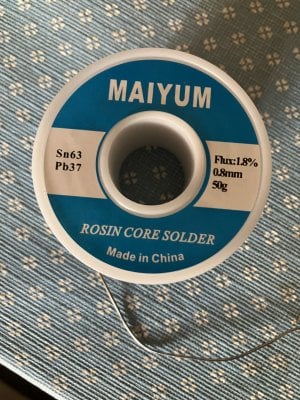 MAIYUM
Sn63
Pb37
Flux:1.8%
0.8mm
50g
ROSIN CORE SOLDER
Made in China